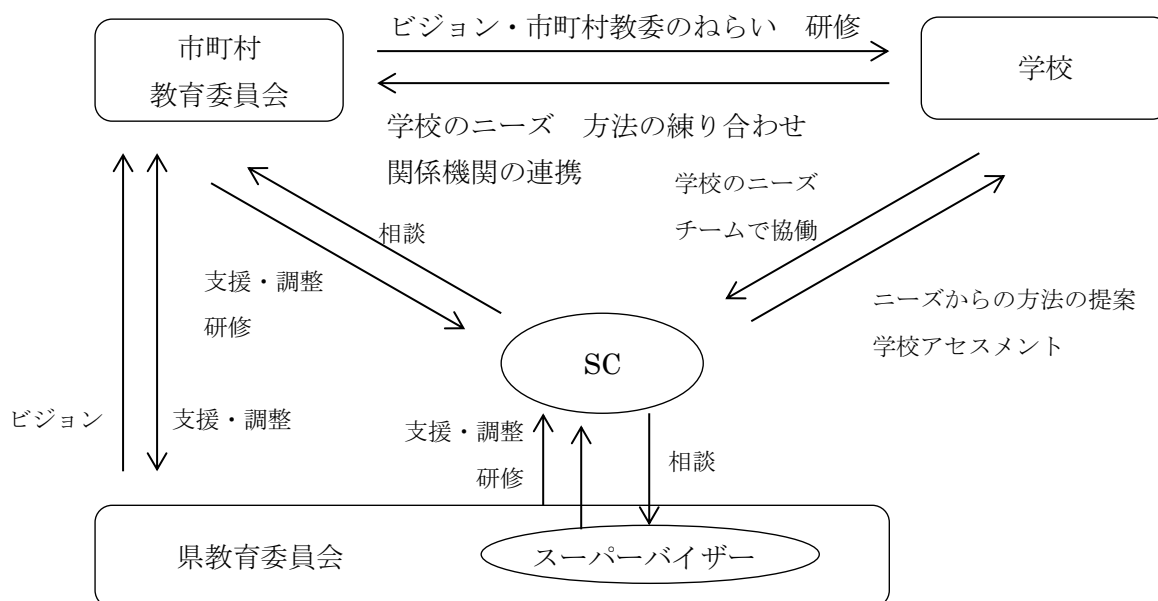 ビジョン・市町村教委のねらい　研修
市町村
教育委員会
学校
学校のニーズ　方法の練り合わせ
関係機関の連携
学校のニーズ
チームで協働
相談
支援・調整
研修
ニーズからの方法の提案
学校アセスメント
SC
ビジョン
支援・調整
支援・調整
研修
相談
県教育委員会
スーパーバイザー